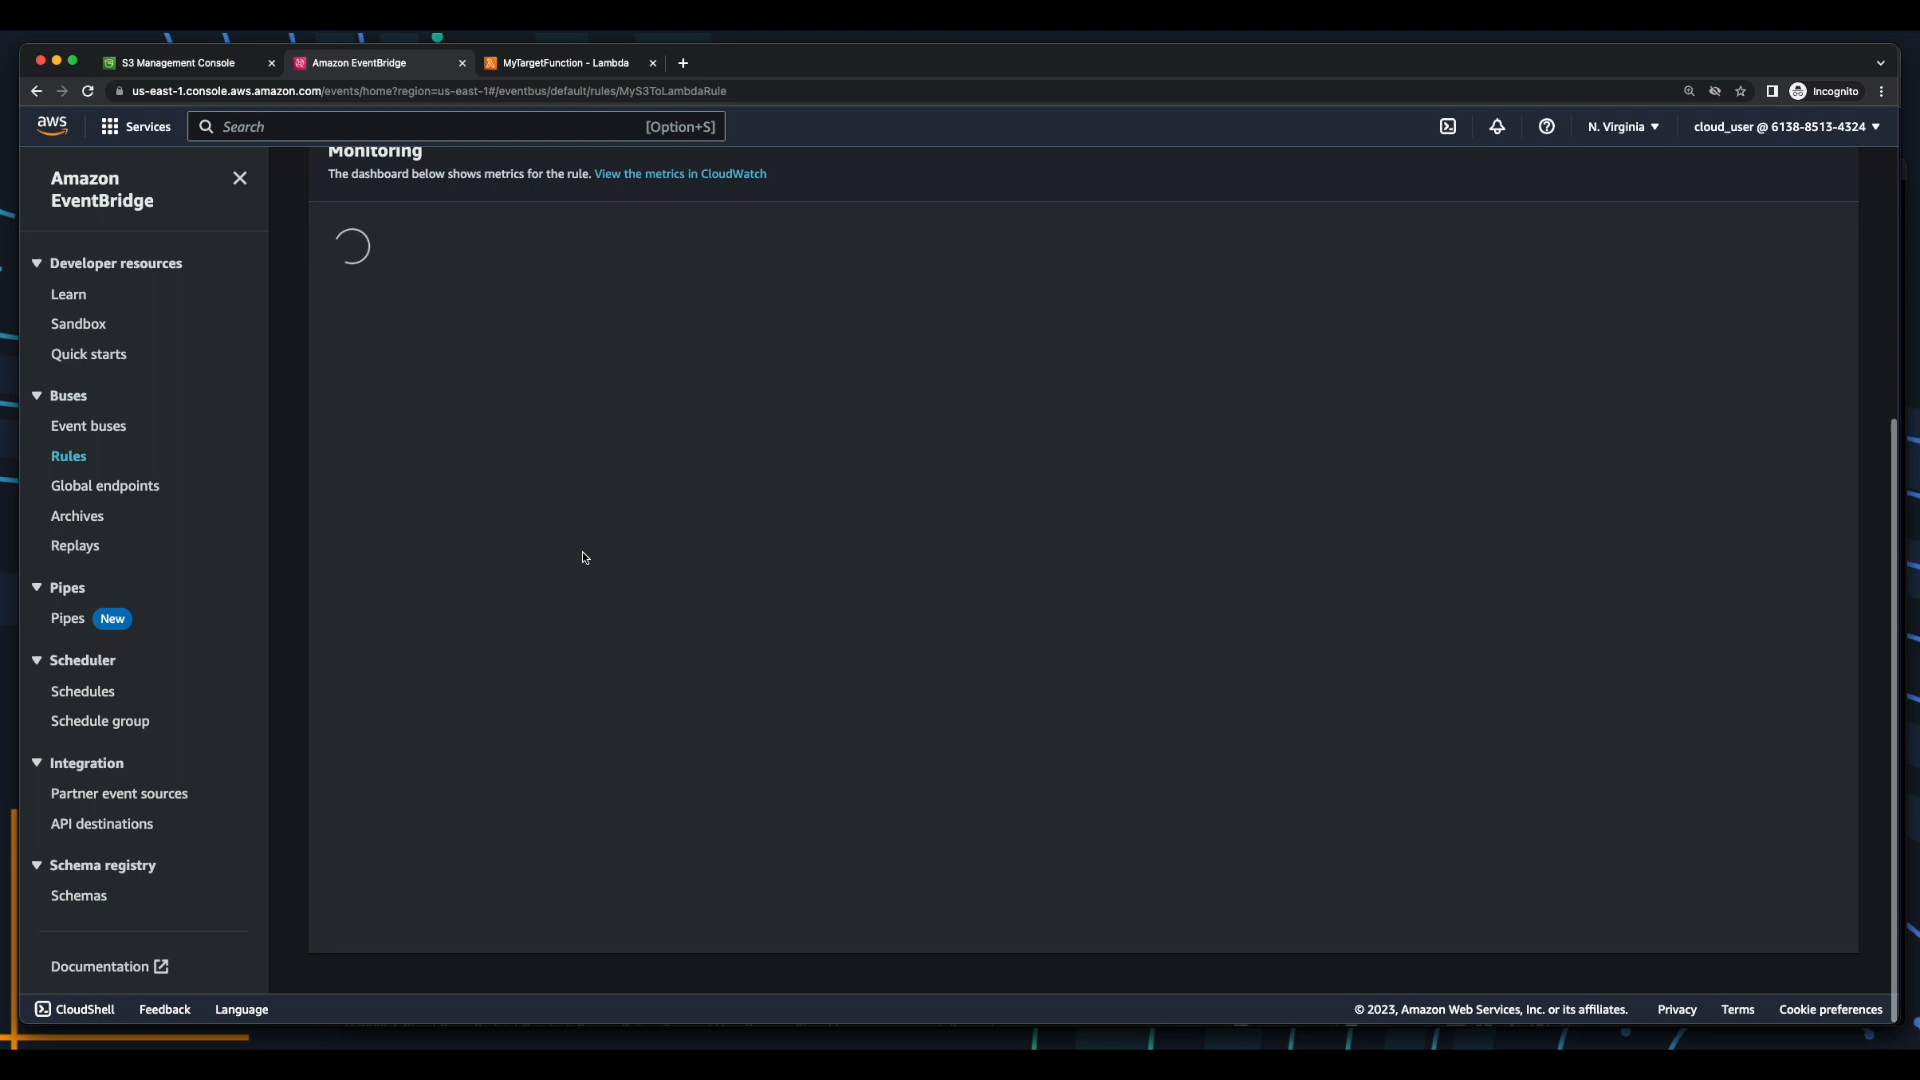 S3 Management Console
Amazon EventBridge
MyTargetFunction - Lambda
us-east-1.console.aws.amazon.com/events/home?region=us-east-1#/eventbus/default/rules/MyS3ToLambdaRule
Incognito
aws
Services
Search
[Option+S]
N. Virginia
cloud_user @ 6138-8513-4324
Amazon
EventBridge
Developer resources
Learn
Sandbox
Quick starts
Buses
Event buses
Rules
Global endpoints
Archives
Replays
Pipes
Pipes New
Scheduler
Schedules
Schedule group
Integration
Partner event sources
API destinations
Schema registry
Schemas
Documentation
Monitoring
The dashboard below shows metrics for the rule. View the metrics in CloudWatch
CloudShell
Feedback
Language
© 2023, Amazon Web Services, Inc. or its affiliates.
Privacy
Terms
Cookie preferences